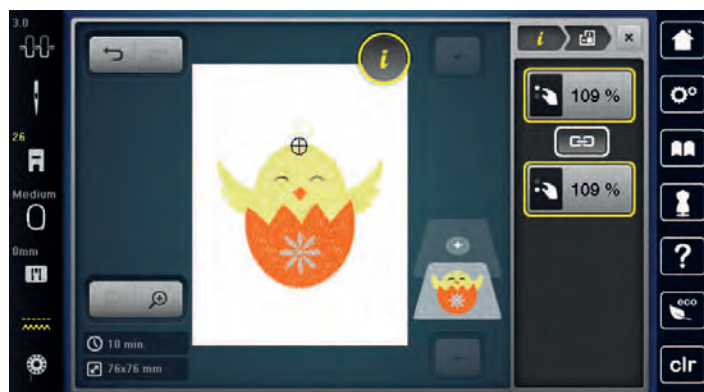 3.0
26
Medium
0mm
i
10 min.
76x76 mm
i
×
109 %
109 %
?
eco
clr